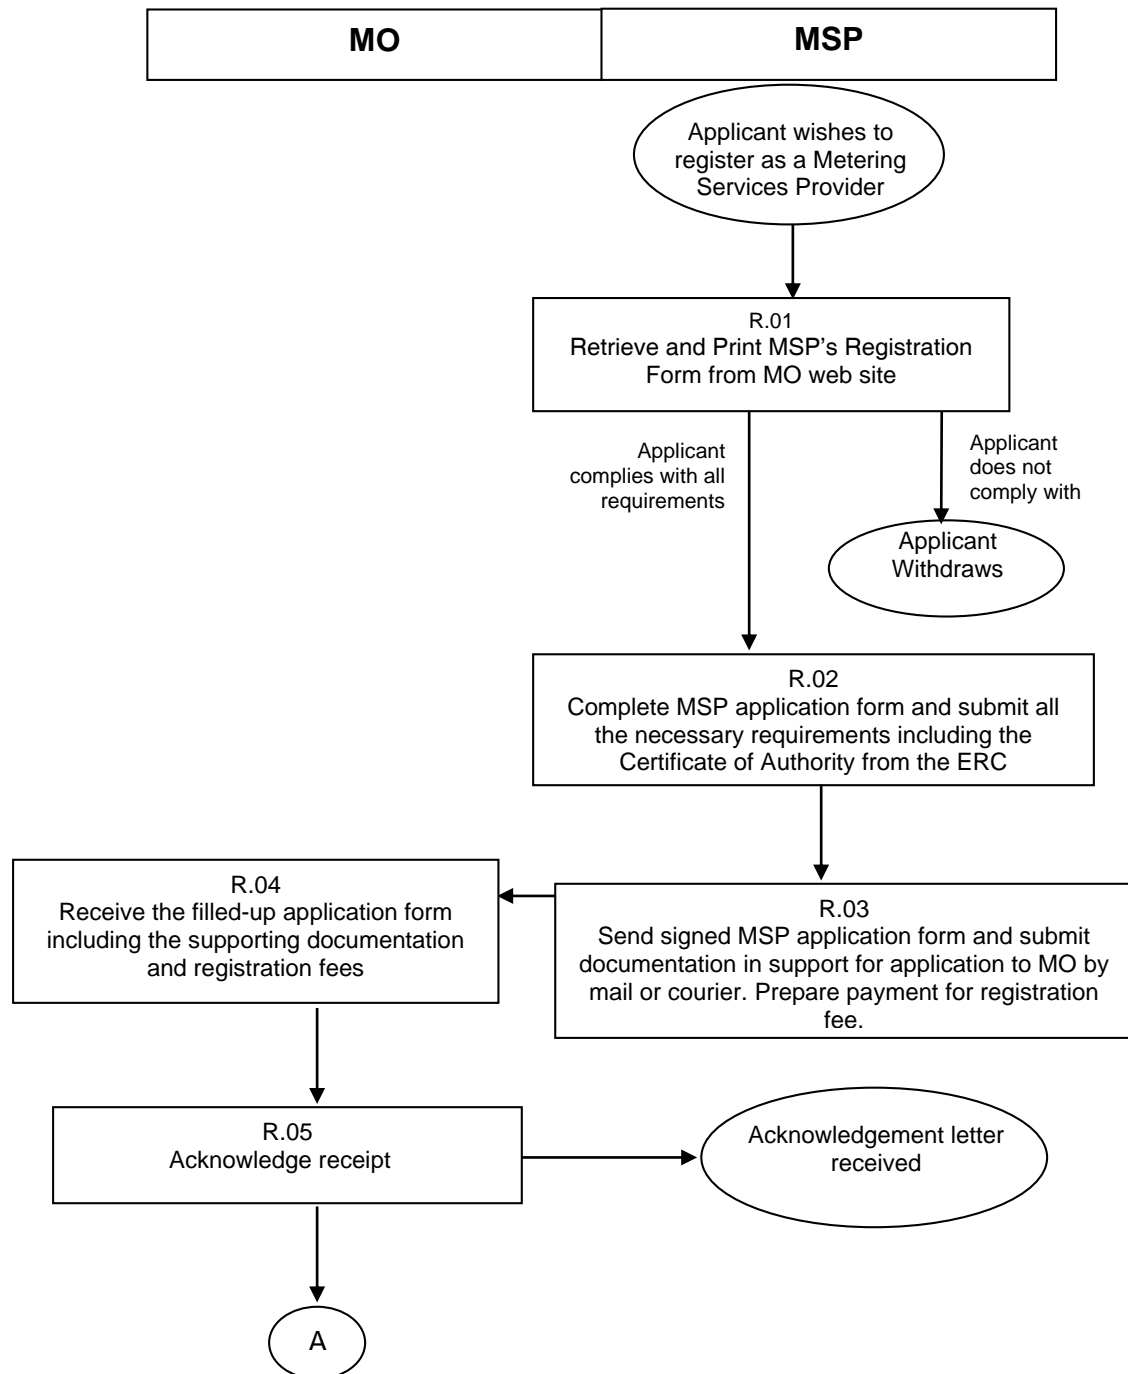 MO
MSP
Applicant wishes to
register as a Metering
Services Provider
R.01
Retrieve and Print MSP’s Registration
Form from MO web site
Applicant
complies with all
requirements
Applicant
does not
comply with
Applicant
Withdraws
R.02
Complete MSP application form and submit all
the necessary requirements including the
Certificate of Authority from the ERC
R.04
Receive the filled-up application form
including the supporting documentation
and registration fees
R.03
Send signed MSP application form and submit
documentation in support for application to MO by
mail or courier. Prepare payment for registration
fee.
R.05
Acknowledge receipt
Acknowledgement letter
received
A